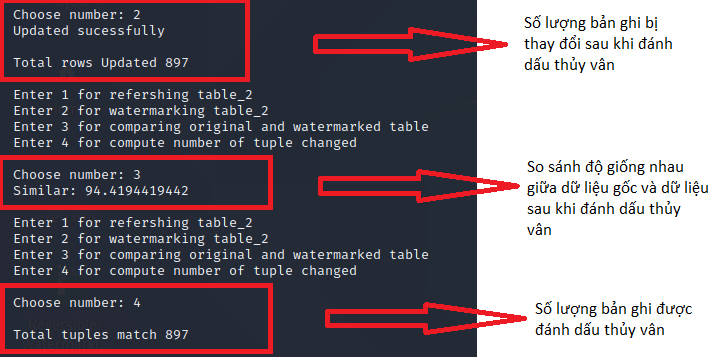 Choose number: 2
Updated sucessfully
Total rows Updated 897
Số lượng bản ghi bị
thay đổi sau khi đánh
dấu thủy vân
Enter 1 for refershing table_2
Enter 2 for watermarking table_2
Enter 3 for comparing original and watermarked table
Enter 4 for compute number of tuple changed
Choose number: 3
Similar: 94.4194419442
So sánh độ giống nhau
giữa dữ liệu gốc và dữ liệu
sau khi đánh dấu thủy
vân
Enter 1 for refershing table_2
Enter 2 for watermarking table_2
Enter 3 for comparing original and watermarked table
Enter 4 for compute number of tuple changed
Choose number: 4
Total tuples match 897
Số lượng bản ghi được
đánh dấu thủy vân